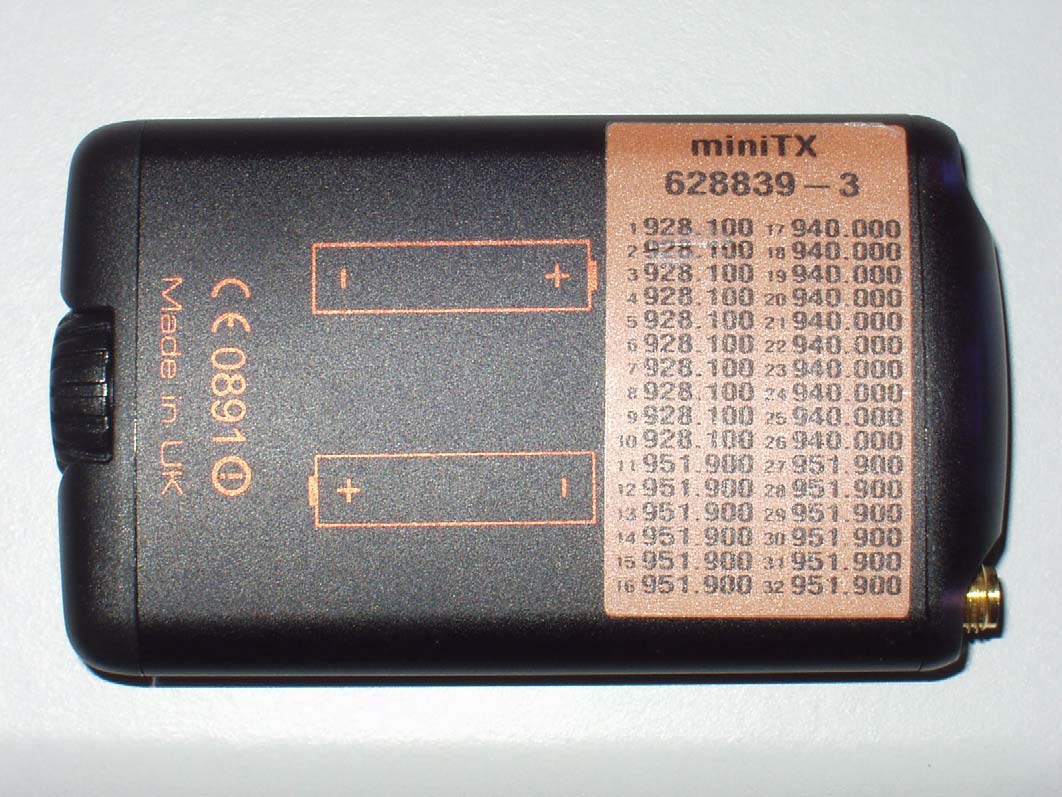 miniTX
628839 – 3
1 928.100 17 940.000
2 928.100 18 940.000
3 928.100 19 940.000
4 928.100 20 940.000
5 928.100 21 940.000
6 928.100 22 940.000
7 928.100 23 940.000
8 928.100 24 940.000
9 928.100 25 940.000
10 928.100 26 940.000
11 951.900 27 951.900
12 951.900 28 951.900
13 951.900 29 951.900
14 951.900 30 951.900
15 951.900 31 951.900
16 951.900 32 951.900
- +
+ -
CE 0891
Made in UK